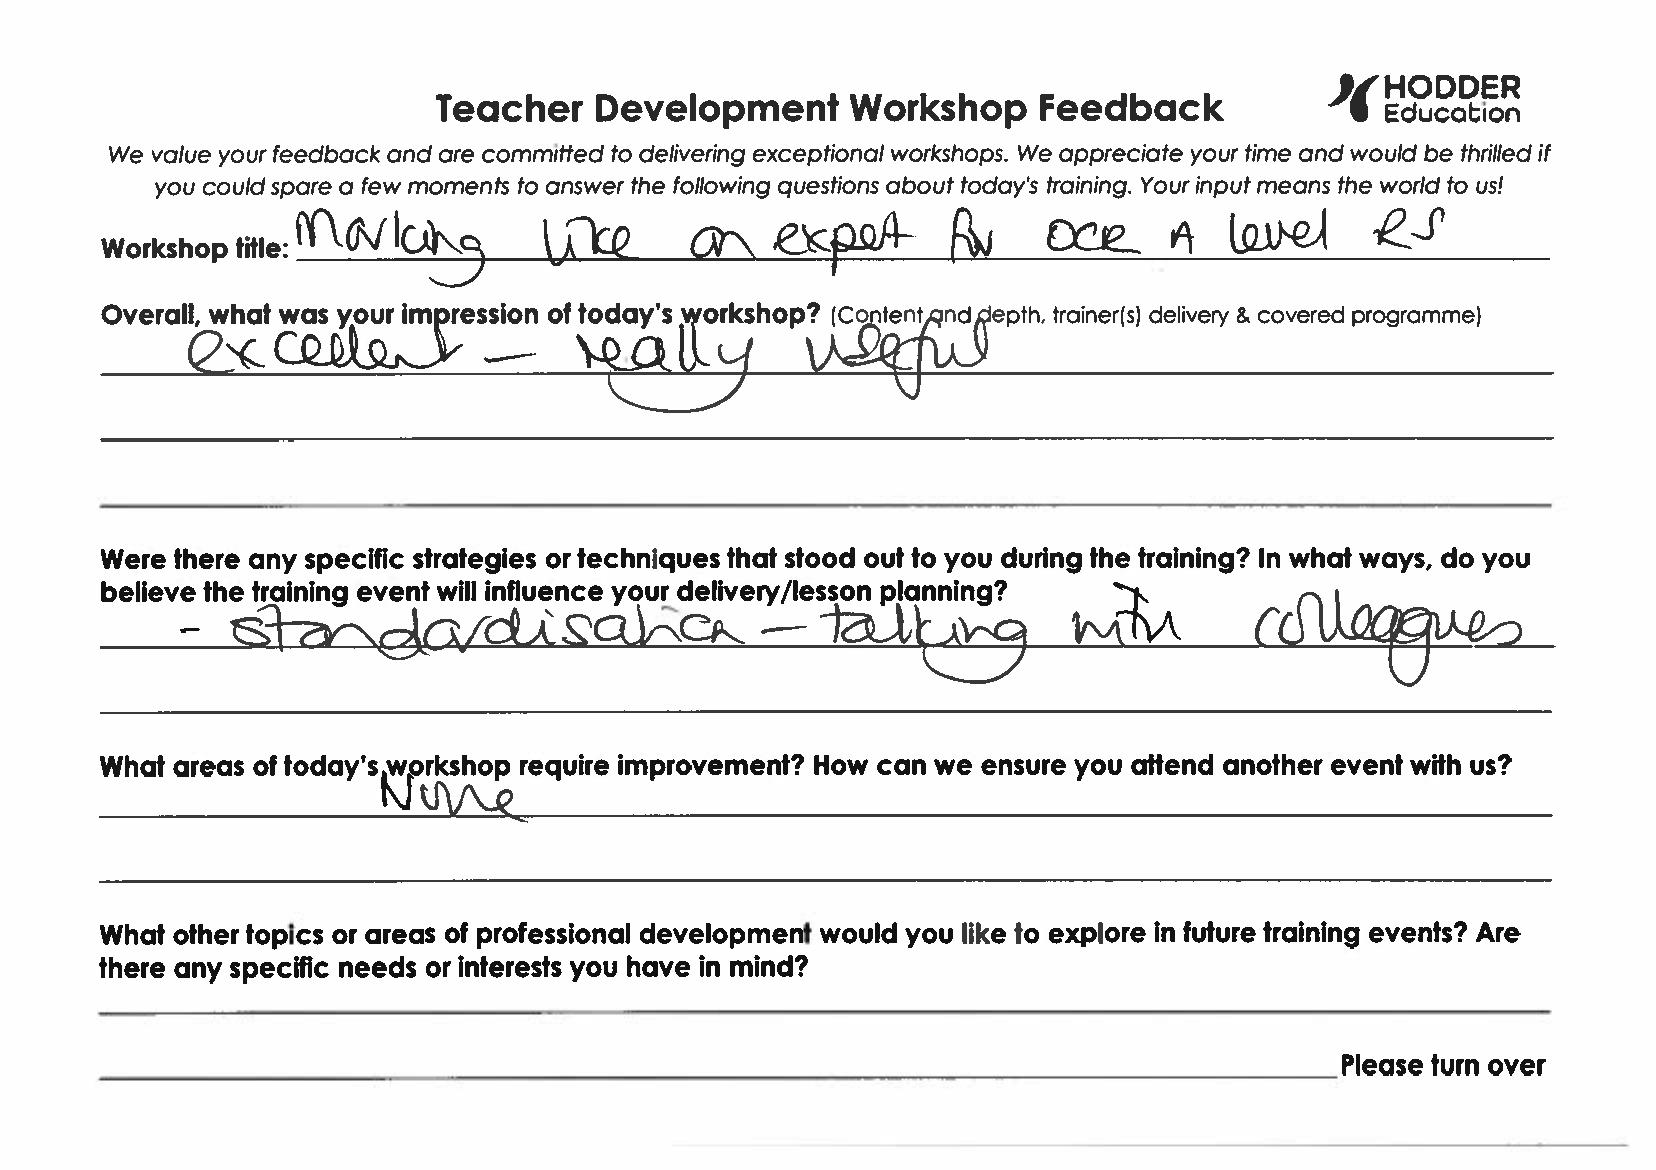 HODDER
Education
Teacher Development Workshop Feedback
We value your feedback and are committed to delivering exceptional workshops. We appreciate your time and would be thrilled if
you could spare a few moments to answer the following questions about today's training. Your input means the world to us!
Workshop title: Marking like an expert for OCR A level RS
Overall, what was your impression of today's workshop? (Content and depth, trainer(s) delivery & covered programme)
excellent – really useful
Were there any specific strategies or techniques that stood out to you during the training? In what ways, do you
believe the training event will influence your delivery/lesson planning?
- standardisation – talking with colleagues
What areas of today's workshop require improvement? How can we ensure you attend another event with us?
None
What other topics or areas of professional development would you like to explore in future training events? Are
there any specific needs or interests you have in mind?
Please turn over